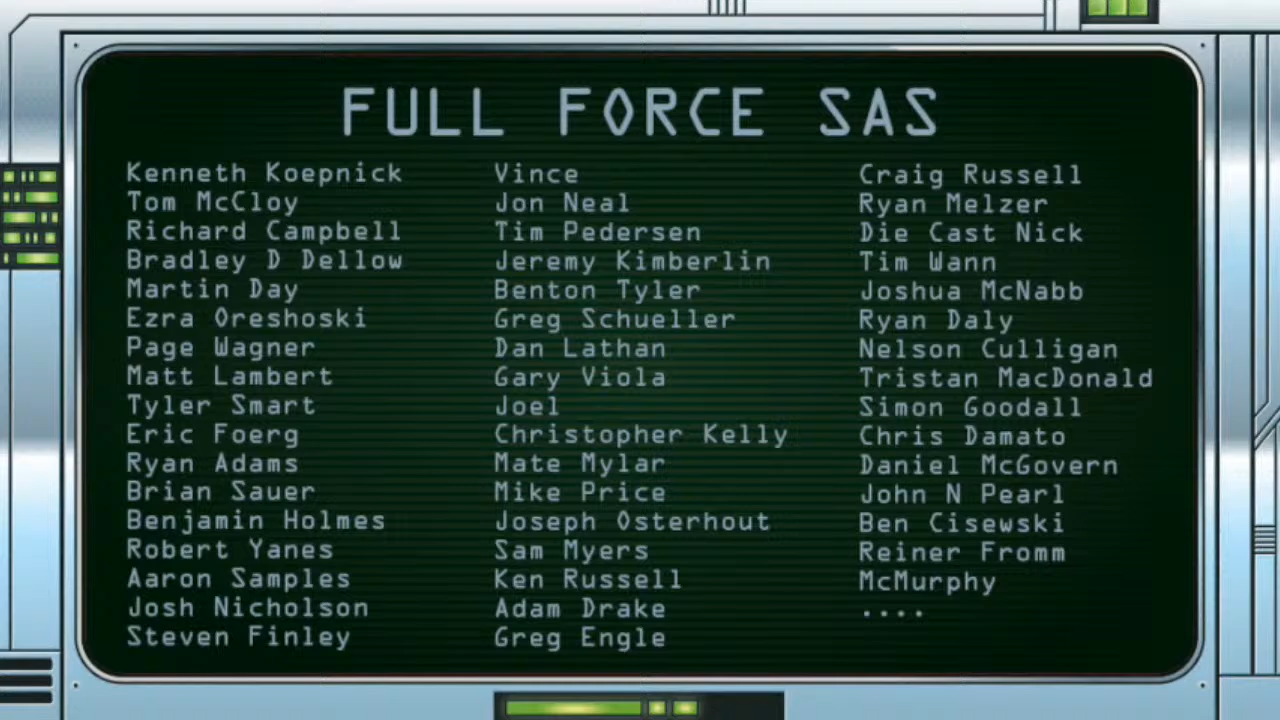 FULL FORCE SAS
Kenneth Koepnick
Tom McCloy
Richard Campbell
Bradley D Dellow
Martin Day
Ezra Oreshoski
Page Wagner
Matt Lambert
Tyler Smart
Eric Foerg
Ryan Adams
Brian Sauer
Benjamin Holmes
Robert Yanes
Aaron Samples
Josh Nicholson
Steven Finley
Vince
Jon Neal
Tim Pedersen
Jeremy Kimberlin
Benton Tyler
Greg Schueller
Dan Lathan
Gary Viola
Joel
Christopher Kelly
Mate Mylar
Mike Price
Joseph Osterhout
Sam Myers
Ken Russell
Adam Drake
Greg Engle
Craig Russell
Ryan Melzer
Die Cast Nick
Tim Wann
Joshua McNabb
Ryan Daly
Nelson Culligan
Tristan MacDonald
Simon Goodall
Chris Damato
Daniel McGovern
John N Pearl
Ben Cisewski
Reiner Fromm
McMurphy
....